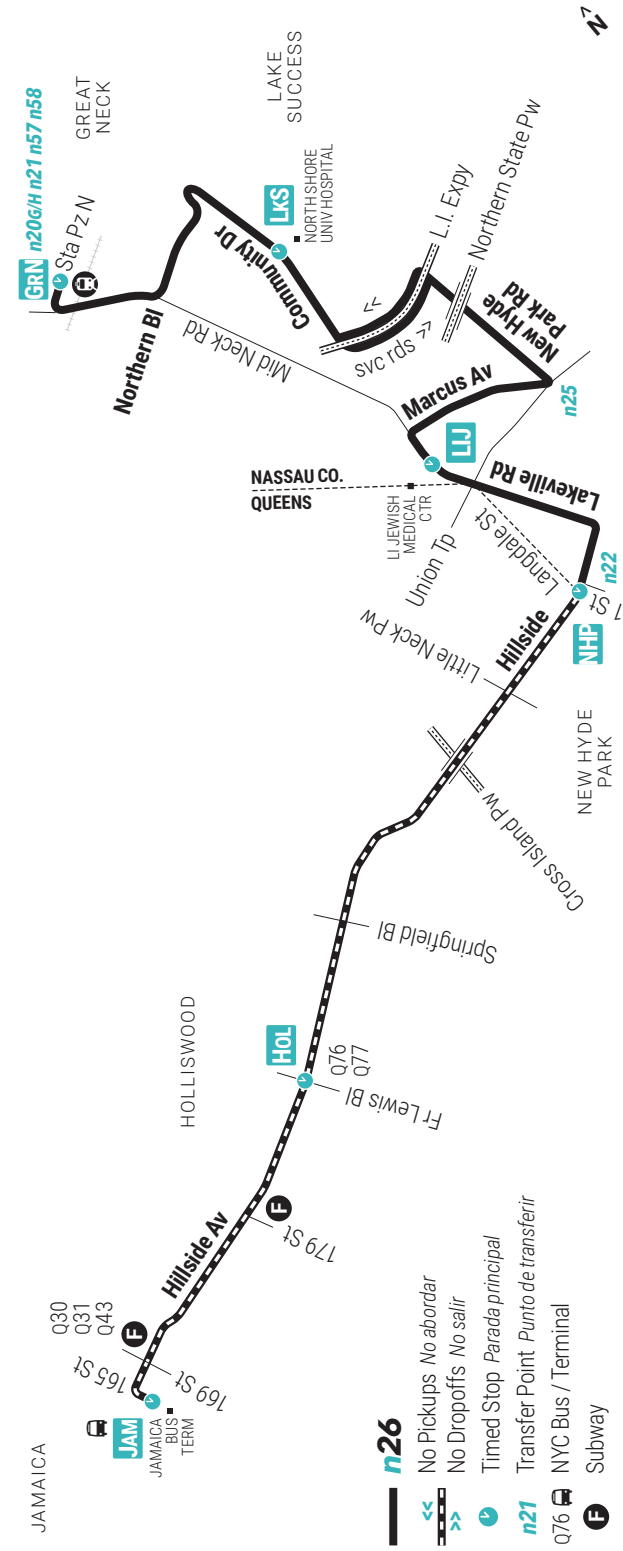 JAMAICA
JAM
JAMAICA
BUS
TERM
165 St
169 St
Q30
Q31
Q43
F
Hillside Av
179 St
F
HOLLISWOOD
HOL
Q76
Q77
Fr Lewis Bl
Springfield Bl
Cross Island Pw
Little Neck Pw
Hillside
NEW HYDE
PARK
NHP
1 St
n22
Langdale St
Union Tp
Lakeville Rd
LI JEWISH
MEDICAL
CTR
NASSAU CO.
QUEENS
LIJ
Marcus Av
n25
New Hyde
Park Rd
Northern State Pw
L.I. Expy
svc rds >>
<<
Community Dr
LKS
NORTH SHORE
UNIV HOSPITAL
LAKE
SUCCESS
Mid Neck Rd
Northern Bl
GRN n20G/H n21 n57 n58
Sta Pz N
GREAT
NECK
N
n26
<< No Pickups No abordar
>> No Dropoffs No salir
Timed Stop Parada principal
n21 Transfer Point Punto de transferir
Q76 NYC Bus / Terminal
F Subway